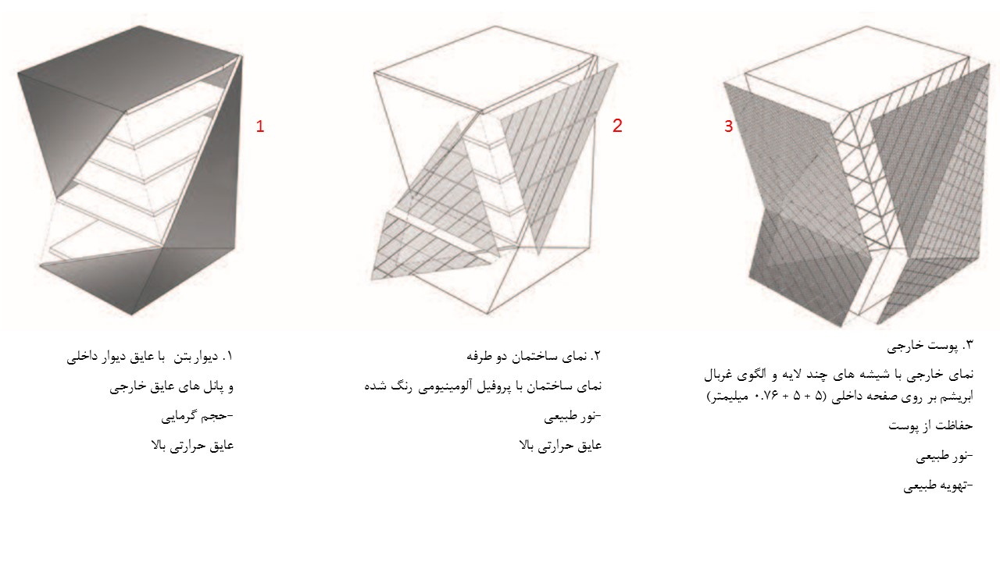 1
2
3
۱. دیوار بتن با عایق دیوار داخلی
و پانل های عایق خارجی
-حجم گرمایی
عایق حرارتی بالا
۲. نمای ساختمان دو طرفه
نمای ساختمان با پروفیل آلومینیومی رنگ شده
-نور طبیعی
عایق حرارتی بالا
۳. پوست خارجی
نمای خارجی با شیشه های چند لایه و الگوی غربال
ابریشم بر روی صفحه داخلی (۵ + ۵ + ۰.۷۶ میلیمتر)
حفاظت از پوست
-نور طبیعی
-تهویه طبیعی